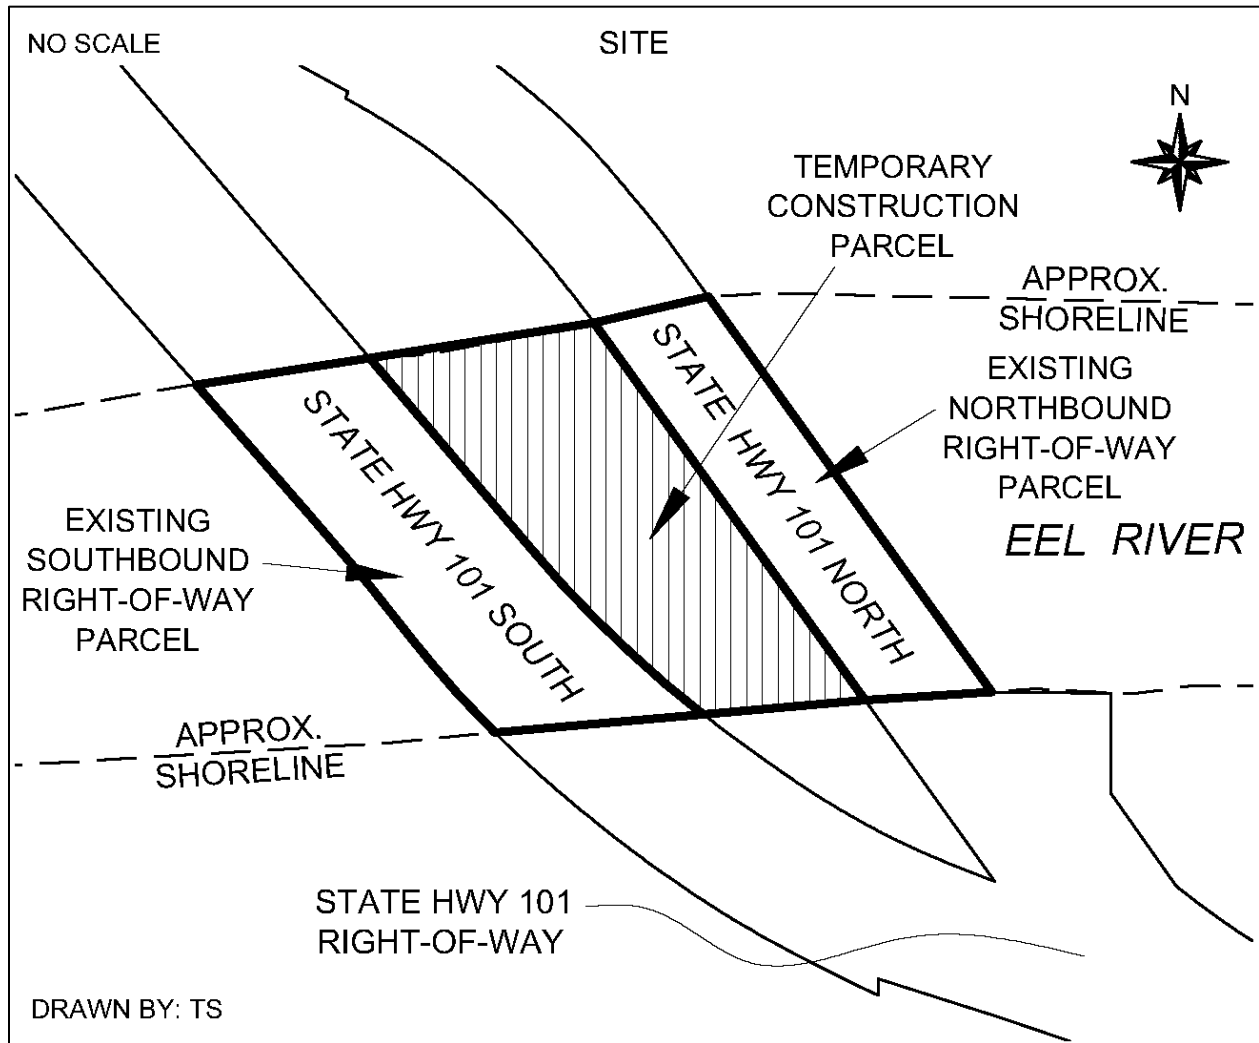 NO SCALE
SITE
N
TEMPORARY
CONSTRUCTION
PARCEL
APPROX.
SHORELINE
STATE HWY 101 NORTH
EXISTING
NORTHBOUND
RIGHT-OF-WAY
PARCEL
STATE HWY 101 SOUTH
EEL RIVER
EXISTING
SOUTHBOUND
RIGHT-OF-WAY
PARCEL
APPROX.
SHORELINE
STATE HWY 101
RIGHT-OF-WAY
DRAWN BY: TS